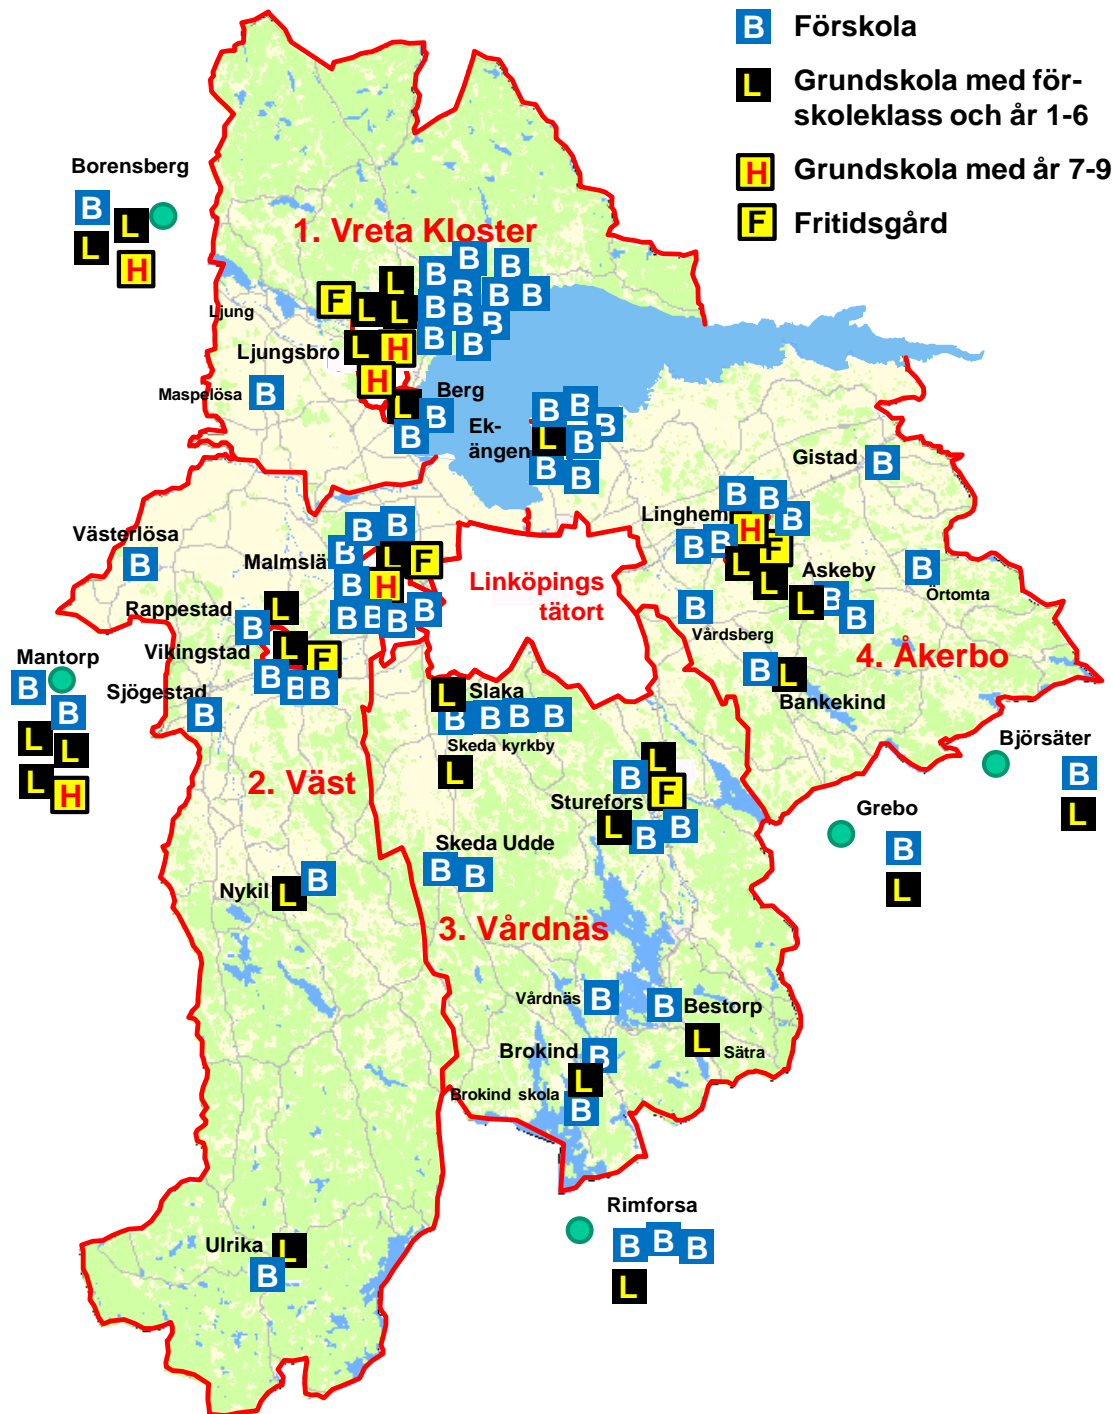 B Förskola
L Grundskola med för-
skoleklass och år 1-6
H Grundskola med år 7-9
F Fritidsgård
Borensberg
B
L
L
H
1. Vreta Kloster
B B B
B B B B
L
F L L
B B B
B B
Ljung
Ljungsbro L H
H
Maspelösa B
Berg
L B
B
Ek-
ängen
B B B
L B
B B
Gistad B
Linghem
B B B
H
B B
F
L L
Askeby
L B B
B
Örtomta
B
Vårdsberg
4. Åkerbo
B L
Bankekind
Västerlösa
B
Malmslä
B B
B
L F
B H
B B B B
Linköpings
tätort
Rappestad
L
B
Vikingstad L
F
B B B
Sjögestad
B
Mantorp
B
B
L L
L H
2. Väst
L Slaka
B B B B
Skeda kyrkby
L
L
B F
Sturefors
L B B
Björsäter
B
L
Grebo
B
L
Skeda Udde
B B
Nykil L B
3. Vårdnäs
Vårdnäs B
B Bestorp
L Sätra
Brokind B
L
Brokind skola
B
Rimforsa
B B B
L
Ulrika L
B